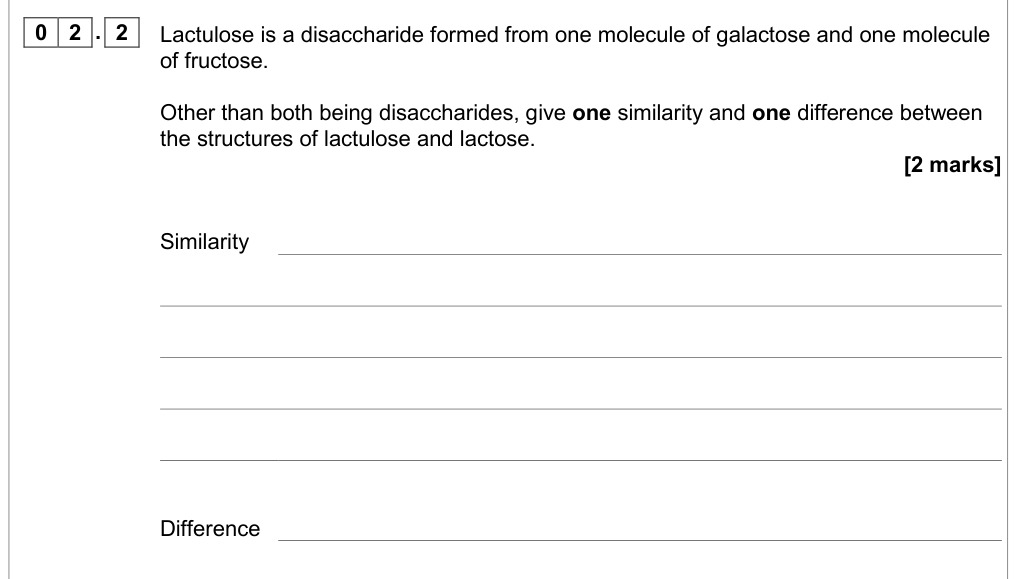 0 2 . 2 Lactulose is a disaccharide formed from one molecule of galactose and one molecule
of fructose.
Other than both being disaccharides, give one similarity and one difference between
the structures of lactulose and lactose.
[2 marks]
Similarity
Difference